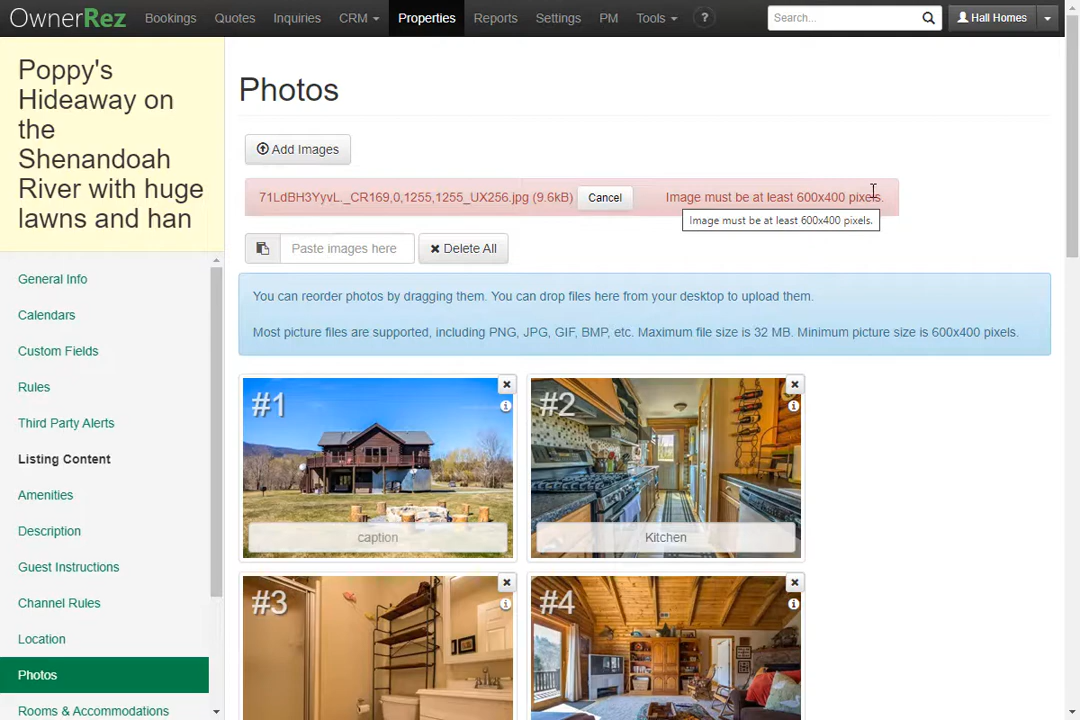 OwnerRez Bookings Quotes Inquiries CRM Properties Reports Settings PM Tools ? Search... Hall Homes
Poppy's
Hideaway on
the
Shenandoah
River with huge
lawns and han
General Info
Calendars
Custom Fields
Rules
Third Party Alerts
Listing Content
Amenities
Description
Guest Instructions
Channel Rules
Location
Photos
Rooms & Accommodations
Photos
Add Images
71LdBH3YyvL._CR169,0,1255,1255_UX256.jpg (9.6kB) Cancel Image must be at least 600x400 pixels.
Image must be at least 600x400 pixels.
Paste images here Delete All
You can reorder photos by dragging them. You can drop files here from your desktop to upload them.
Most picture files are supported, including PNG, JPG, GIF, BMP, etc. Maximum file size is 32 MB. Minimum picture size is 600x400 pixels.
#1 #2
caption Kitchen
#3 #4